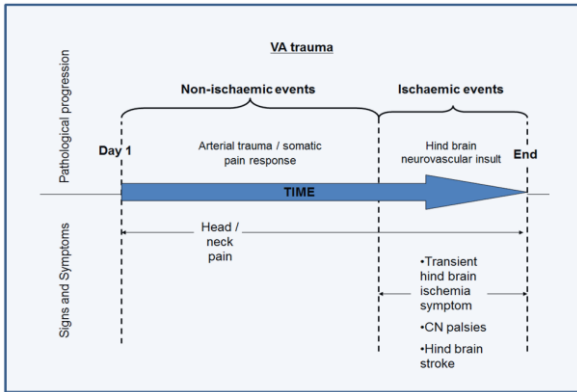 VA trauma
Non-ischaemic events
Ischaemic events
Pathological progression
Day 1
Arterial trauma / somatic
pain response
Hind brain
neurovascular insult
End
TIME
Signs and Symptoms
Head /
neck
pain
•Transient
hind brain
ischemia
symptom
•CN palsies
•Hind brain
stroke